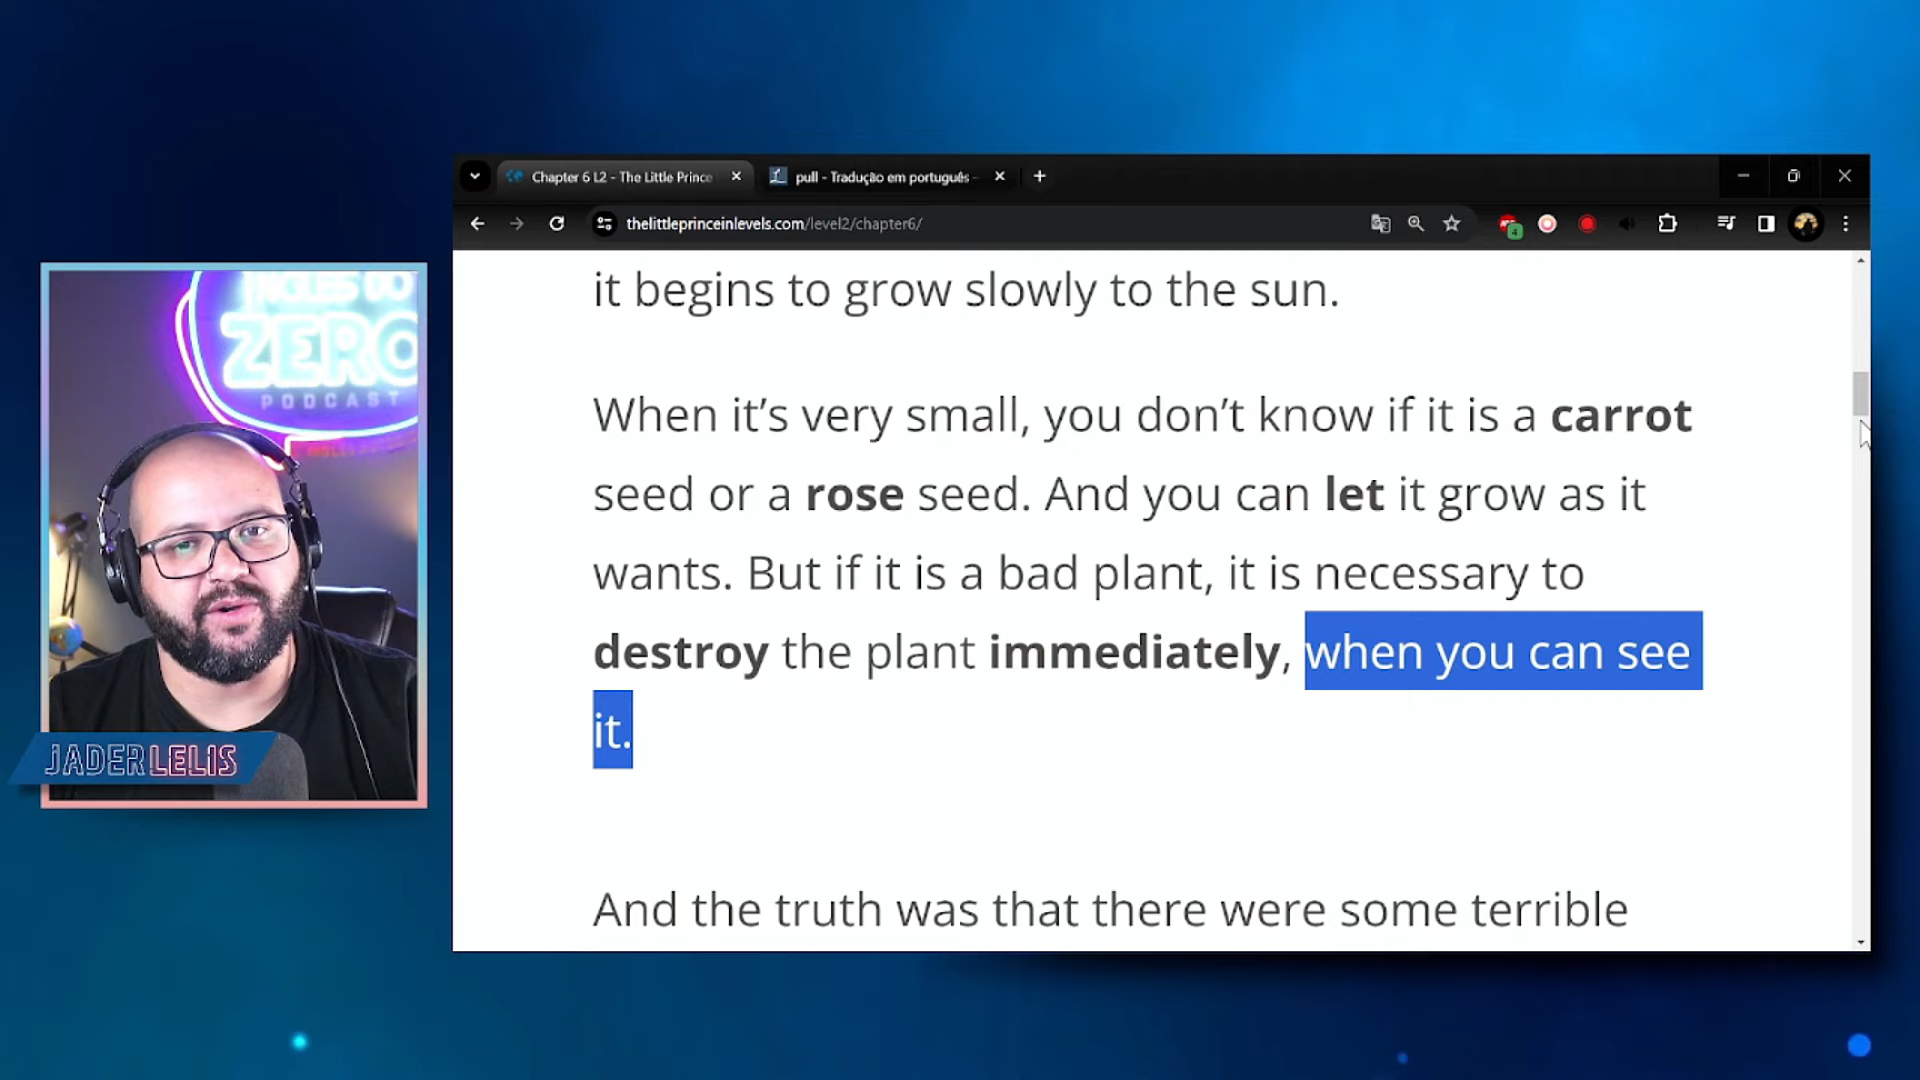 Chapter 6 L2 - The Little Prince
pull - Tradução em português -
thelittleprinceinlevels.com/level2/chapter6/
4
it begins to grow slowly to the sun.
ZERO
PODCAST
When it’s very small, you don’t know if it is a carrot
seed or a rose seed. And you can let it grow as it
wants. But if it is a bad plant, it is necessary to
destroy the plant immediately, when you can see
it.
JADERLELIS
And the truth was that there were some terrible